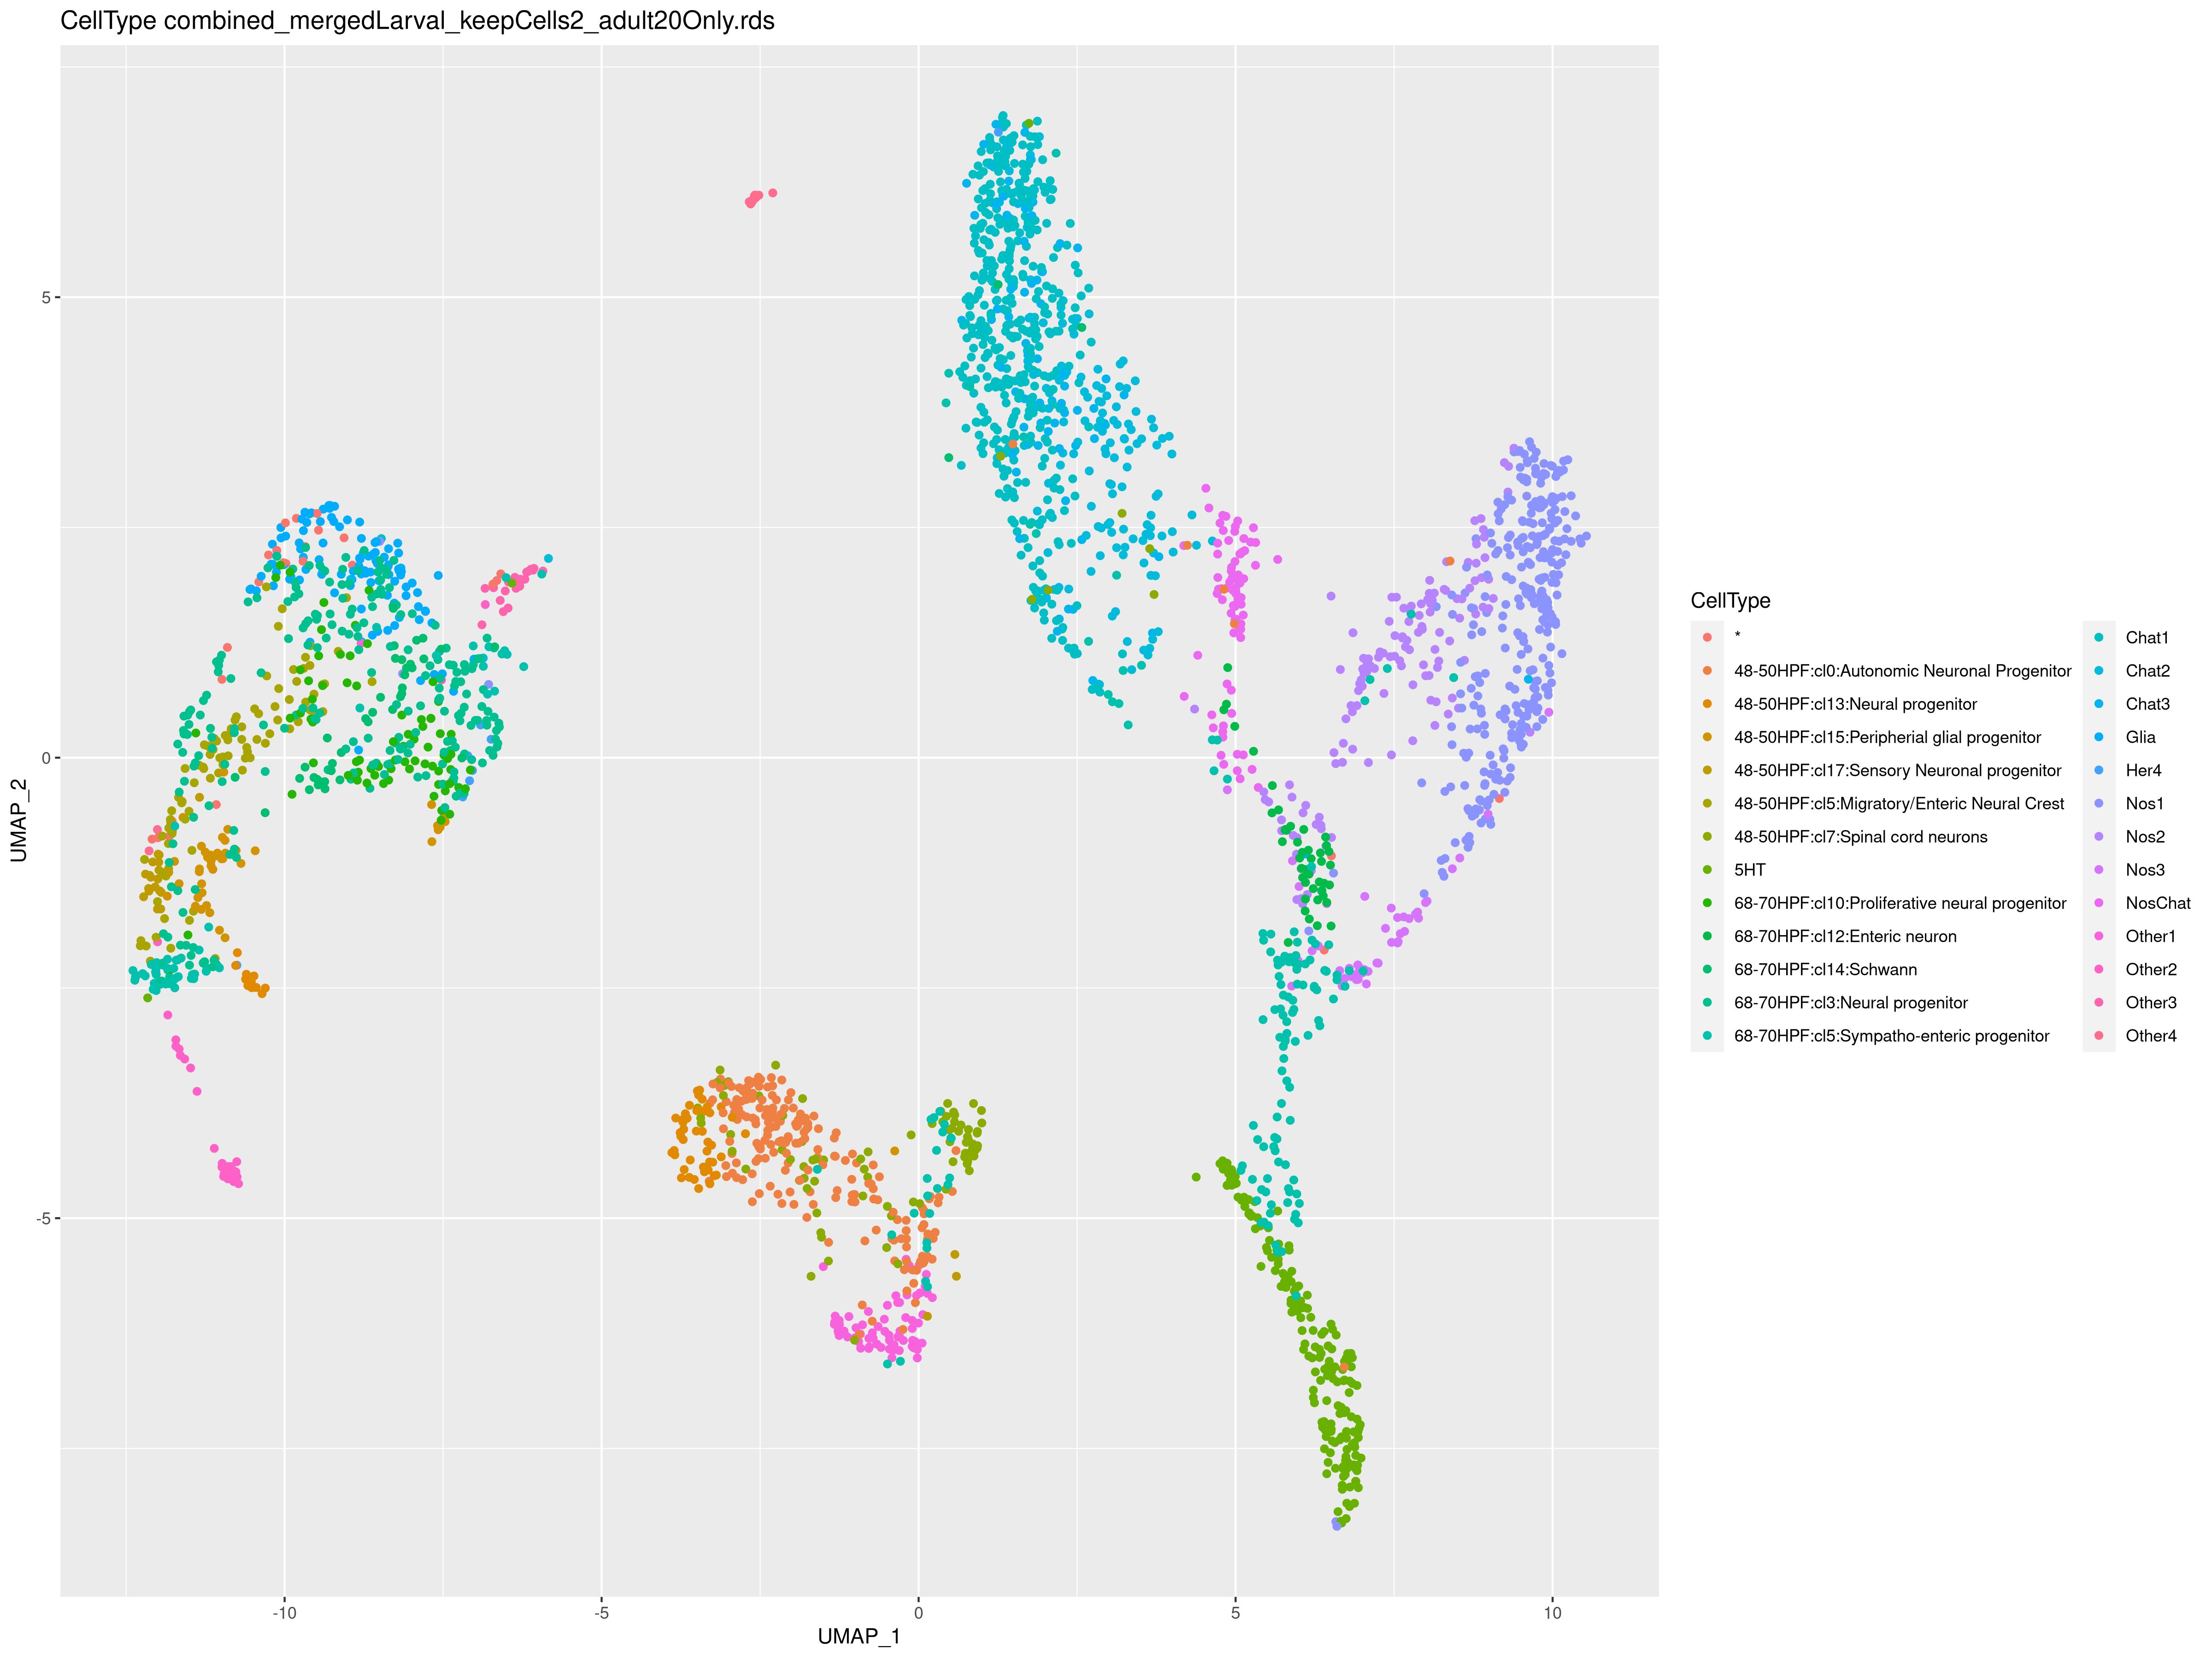 CellType combined_mergedLarval_keepCells2_adult20Only.rds
UMAP_2
5
0
-5
-10
-5
0
5
10
UMAP_1
CellType
*
48-50HPF:cl0:Autonomic Neuronal Progenitor
48-50HPF:cl13:Neural progenitor
48-50HPF:cl15:Peripherial glial progenitor
48-50HPF:cl17:Sensory Neuronal progenitor
48-50HPF:cl5:Migratory/Enteric Neural Crest
48-50HPF:cl7:Spinal cord neurons
5HT
68-70HPF:cl10:Proliferative neural progenitor
68-70HPF:cl12:Enteric neuron
68-70HPF:cl14:Schwann
68-70HPF:cl3:Neural progenitor
68-70HPF:cl5:Sympatho-enteric progenitor
Chat1
Chat2
Chat3
Glia
Her4
Nos1
Nos2
Nos3
NosChat
Other1
Other2
Other3
Other4